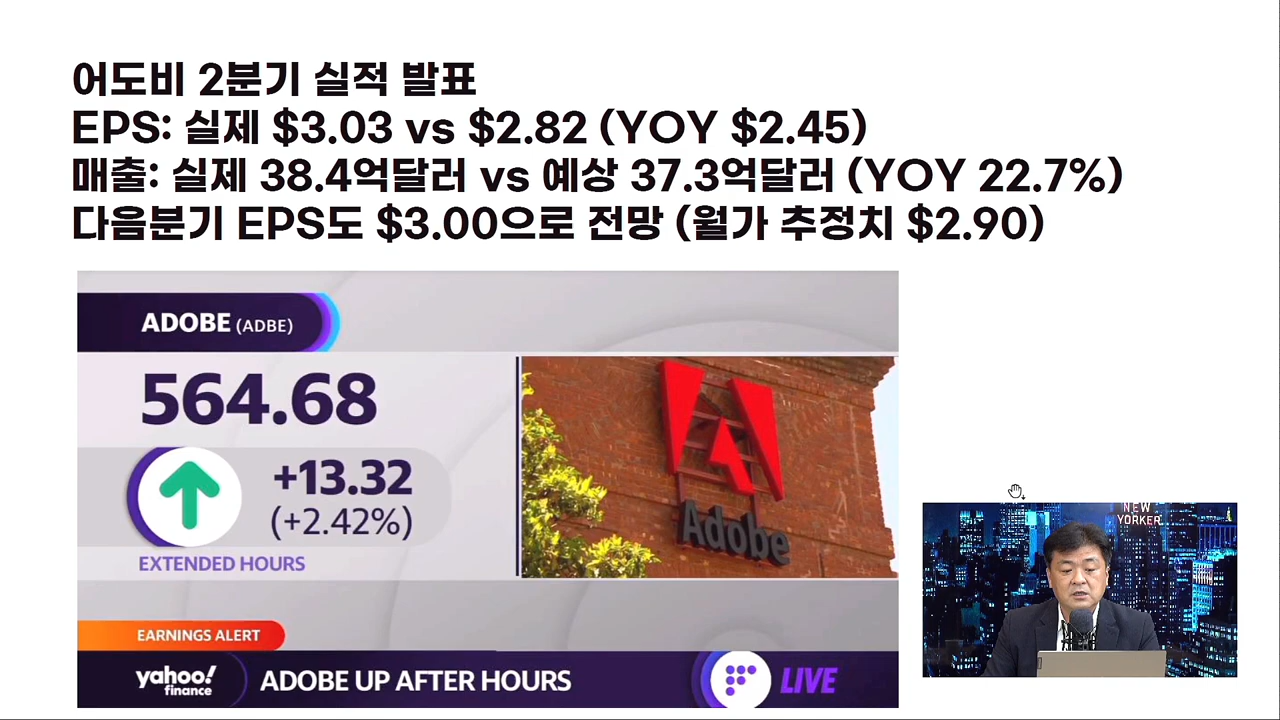 어도비 2분기 실적 발표
EPS: 실제 $3.03 vs $2.82 (YOY $2.45)
매출: 실제 38.4억달러 vs 예상 37.3억달러 (YOY 22.7%)
다음분기 EPS도 $3.00으로 전망 (월가 추정치 $2.90)
ADOBE (ADBE)
564.68
+13.32
(+2.42%)
EXTENDED HOURS
Adobe
EARNINGS ALERT
yahoo!
finance
ADOBE UP AFTER HOURS
LIVE
NEW
YORKER